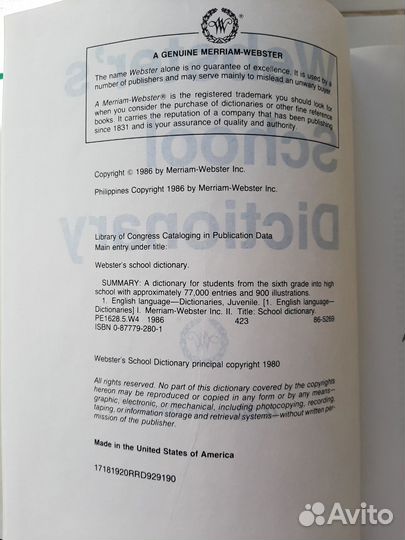 A GENUINE MERRIAM-WEBSTER
The name Webster alone is no guarantee of excellence. It is used by a
number of publishers and may serve mainly to mislead an unwary buyer.
A Merriam-Webster® is the registered trademark you should look for
when you consider the purchase of dictionaries or other fine reference
books. It carries the reputation of a company that has been publishing
since 1831 and is your assurance of quality and authority.
Copyright © 1986 by Merriam-Webster Inc.
Philippines Copyright 1986 by Merriam-Webster Inc.
Library of Congress Cataloging in Publication Data
Main entry under title:
Webster's school dictionary.
SUMMARY: A dictionary for students from the sixth grade into high
school with approximately 77,000 entries and 900 illustrations.
1. English language—Dictionaries, Juvenile. [1. English language—
Dictionaries] I. Merriam-Webster Inc. II. Title: School dictionary.
PE1628.5.W4 1986 423 86-5269
ISBN 0-87779-280-1
Webster's School Dictionary principal copyright 1980
All rights reserved. No part of this dictionary covered by the copyrights
hereon may be reproduced or copied in any form or by any means—
graphic, electronic, or mechanical, including photocopying, recording,
taping, or information storage and retrieval systems—without written per-
mission of the publisher.
Made in the United States of America
17181920RRD929190
Webster's
School
Dictionary
Avito